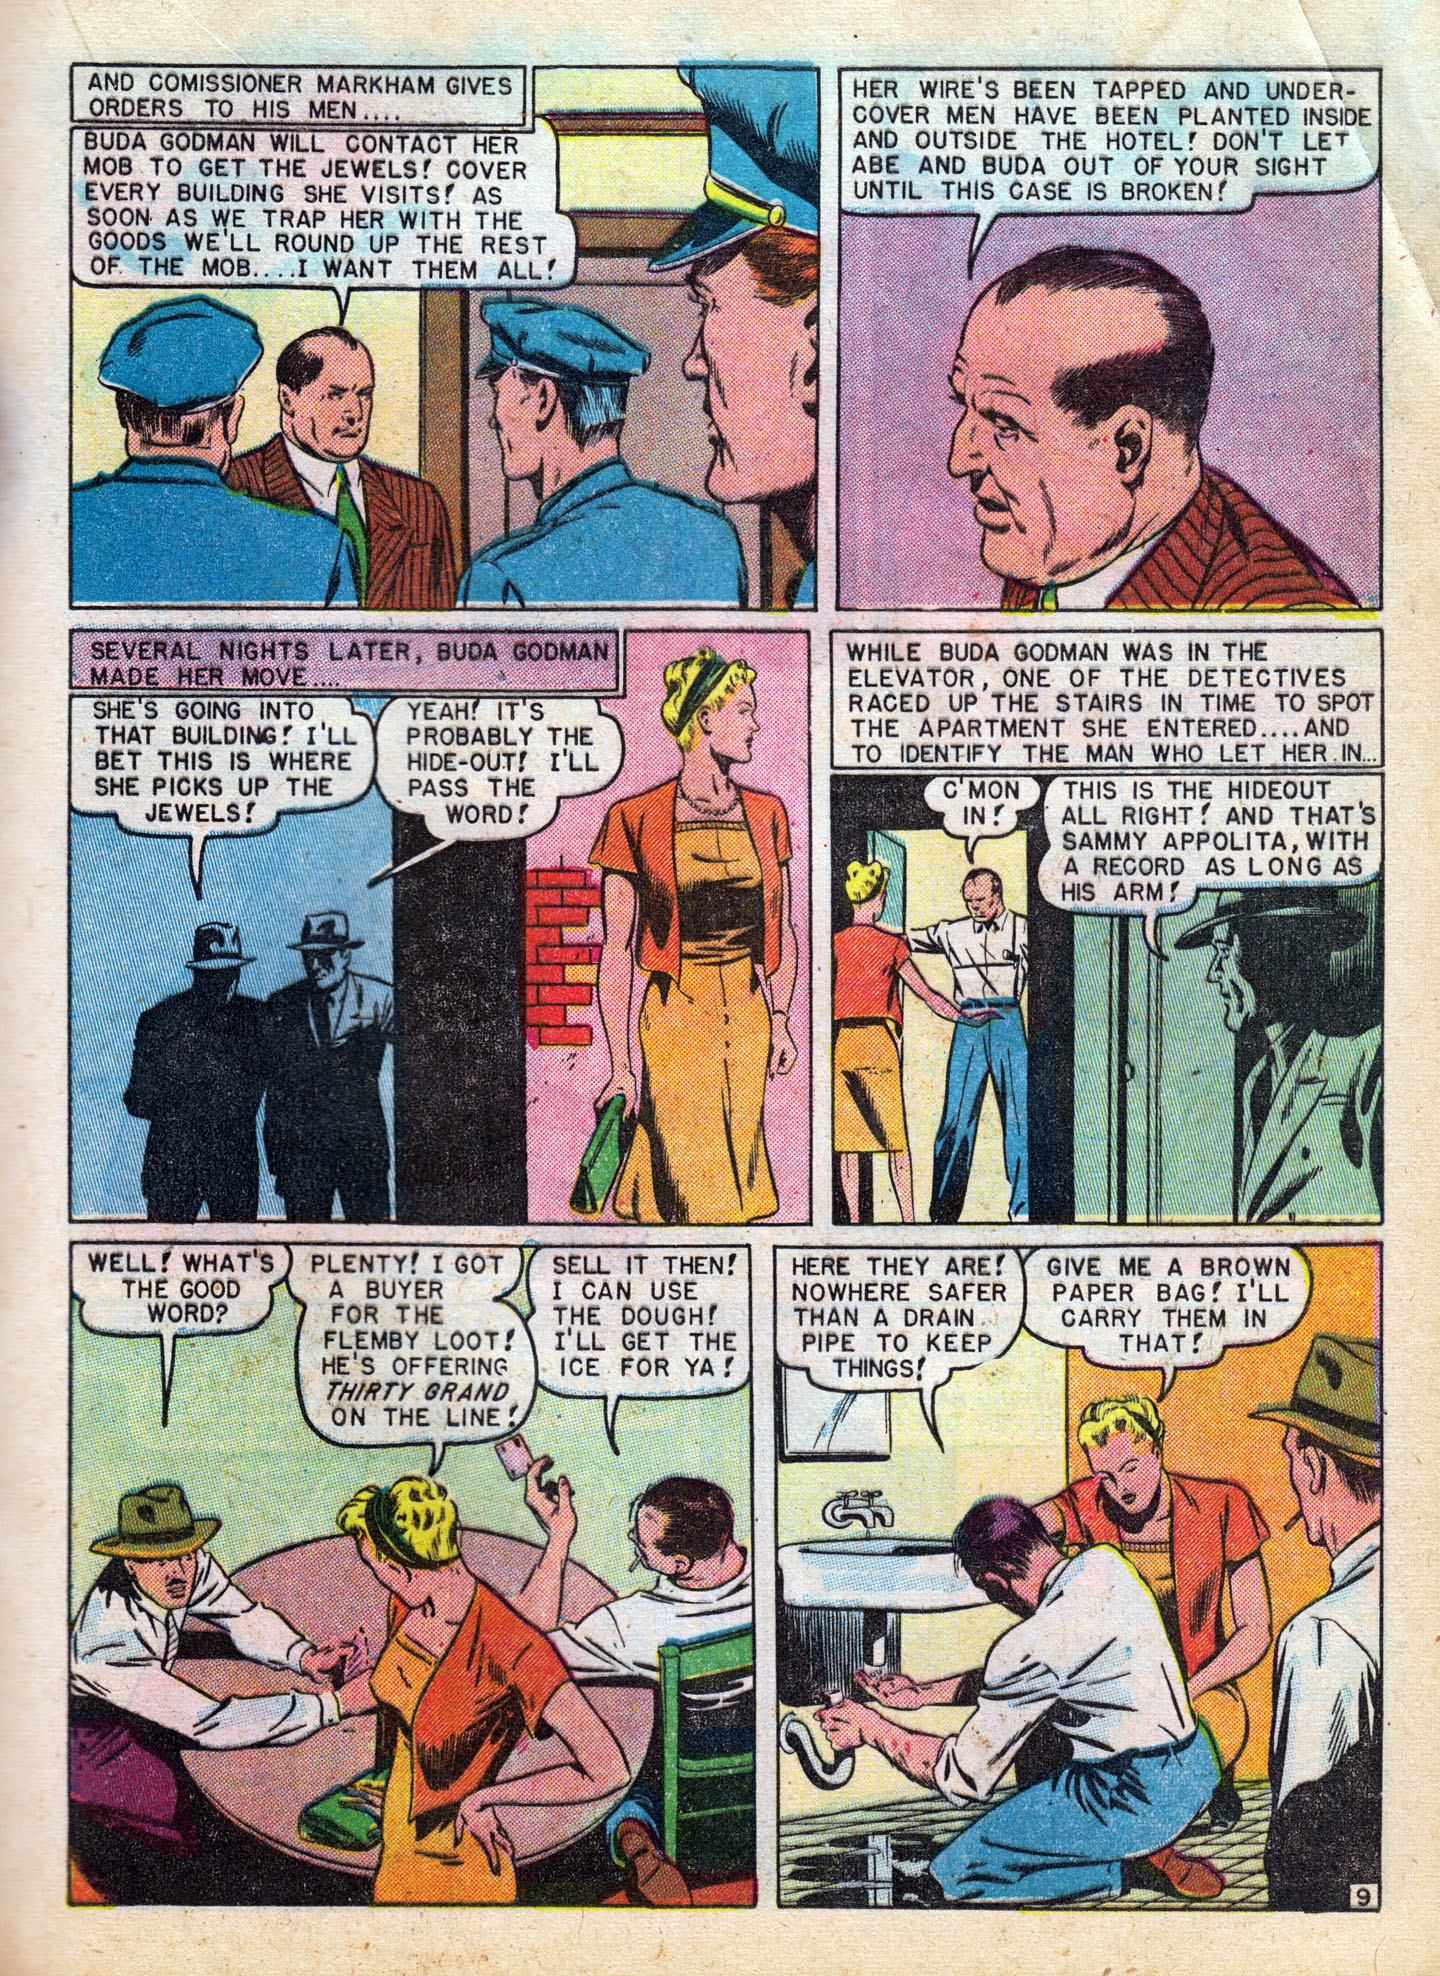 AND COMISSIONER MARKHAM GIVES
ORDERS TO HIS MEN....
BUDA GODMAN WILL CONTACT HER
MOB TO GET THE JEWELS! COVER
EVERY BUILDING SHE VISITS! AS
SOON AS WE TRAP HER WITH THE
GOODS WE'LL ROUND UP THE REST
OF THE MOB....I WANT THEM ALL!
HER WIRE'S BEEN TAPPED AND UNDER-
COVER MEN HAVE BEEN PLANTED INSIDE
AND OUTSIDE THE HOTEL! DON'T LET
ABE AND BUDA OUT OF YOUR SIGHT
UNTIL THIS CASE IS BROKEN!
SEVERAL NIGHTS LATER, BUDA GODMAN
MADE HER MOVE....
SHE'S GOING INTO
THAT BUILDING! I'LL
BET THIS IS WHERE
SHE PICKS UP THE
JEWELS!
YEAH! IT'S
PROBABLY THE
HIDE-OUT! I'LL
PASS THE
WORD!
WHILE BUDA GODMAN WAS IN THE
ELEVATOR, ONE OF THE DETECTIVES
RACED UP THE STAIRS IN TIME TO SPOT
THE APARTMENT SHE ENTERED....AND
TO IDENTIFY THE MAN WHO LET HER IN...
C'MON
IN!
THIS IS THE HIDEOUT
ALL RIGHT! AND THAT'S
SAMMY APPOLITA, WITH
A RECORD AS LONG AS
HIS ARM!
WELL! WHAT'S
THE GOOD
WORD?
PLENTY! I GOT
A BUYER
FOR THE
FLEMBY LOOT!
HE'S OFFERING
THIRTY GRAND
ON THE LINE!
SELL IT THEN!
I CAN USE
THE DOUGH!
I'LL GET THE
ICE FOR YA!
HERE THEY ARE!
NOWHERE SAFER
THAN A DRAIN
PIPE TO KEEP
THINGS!
GIVE ME A BROWN
PAPER BAG! I'LL
CARRY THEM IN
THAT!
9